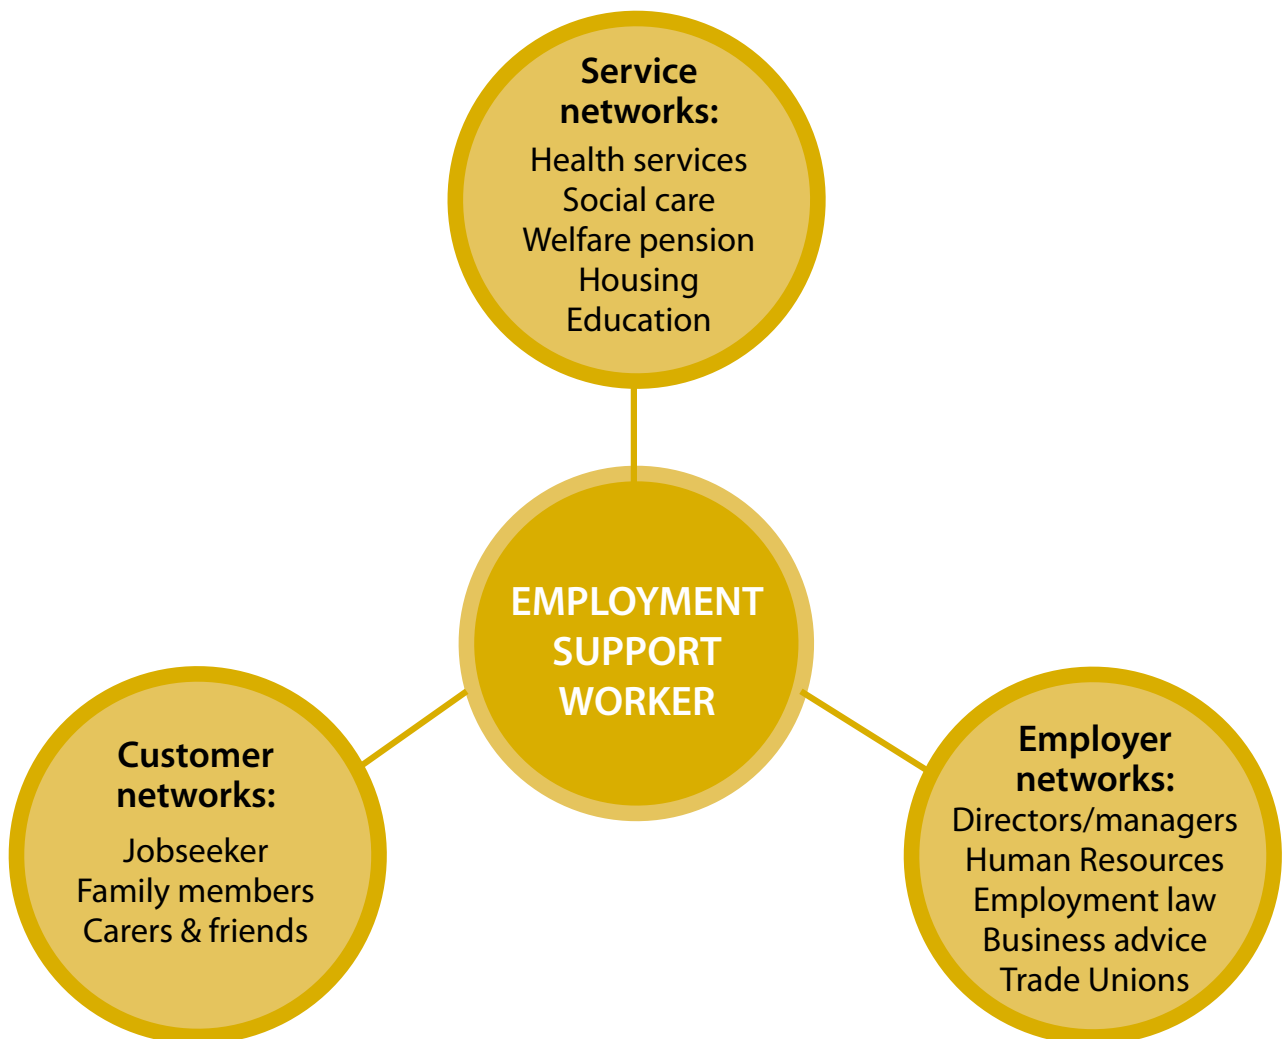 Service
networks:
Health services
Social care
Welfare pension
Housing
Education
EMPLOYMENT
SUPPORT
WORKER
Customer
networks:
Jobseeker
Family members
Carers & friends
Employer
networks:
Directors/managers
Human Resources
Employment law
Business advice
Trade Unions